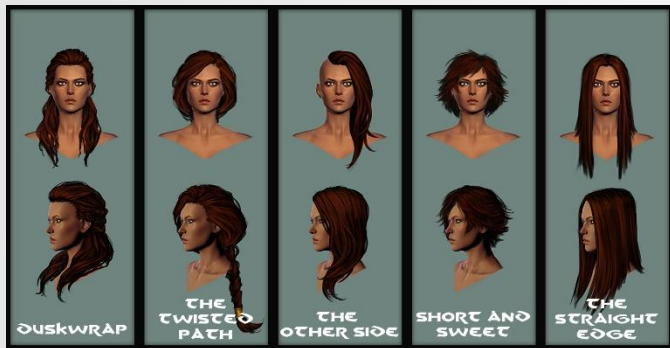 DUSKWRAP
THE
TWISTED
PATH
THE
OTHER SIDE
SHORT AND
SWEET
THE
STRAIGHT
EDGE